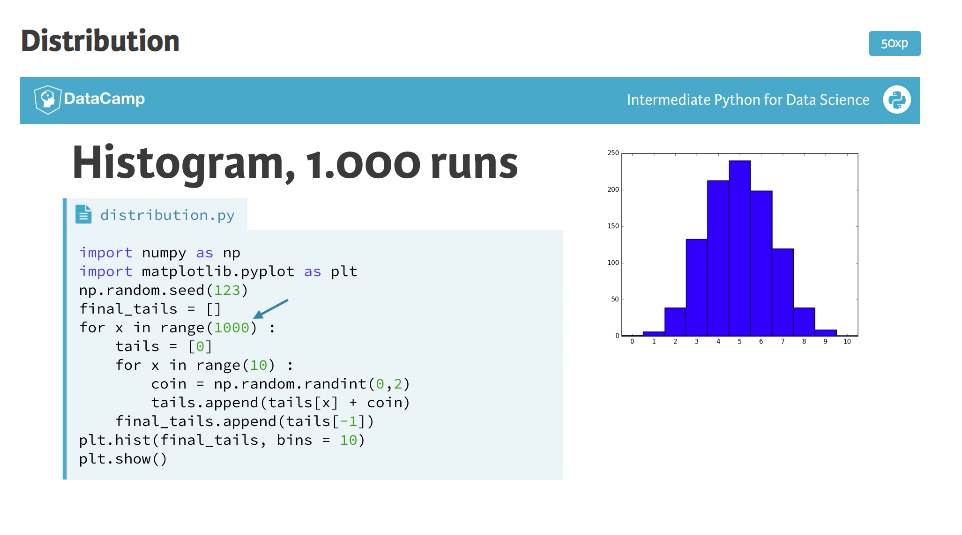 Distribution
50xp
DataCamp
Intermediate Python for Data Science
Histogram, 1.000 runs
distribution.py
import numpy as np
import matplotlib.pyplot as plt
np.random.seed(123)
final_tails = []
for x in range(1000) :
    tails = [0]
    for x in range(10) :
        coin = np.random.randint(0,2)
        tails.append(tails[x] + coin)
    final_tails.append(tails[-1])
plt.hist(final_tails, bins = 10)
plt.show()
250
200
150
100
50
0
0 1 2 3 4 5 6 7 8 9 10